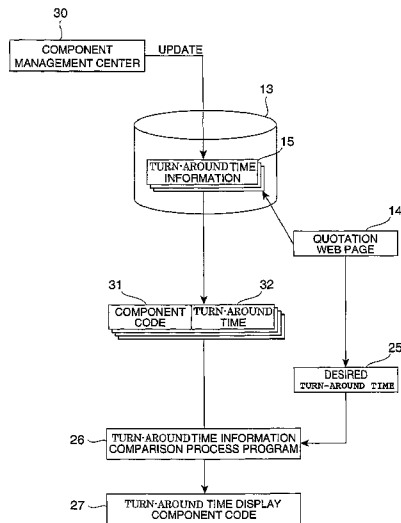 30
COMPONENT
MANAGEMENT CENTER
UPDATE
13
15
TURN-AROUND TIME
INFORMATION
14
QUOTATION
WEB PAGE
31
32
COMPONENT
CODE
TURN-AROUND
TIME
25
DESIRED
TURN-AROUND TIME
26
TURN-AROUND TIME INFORMATION
COMPARISON PROCESS PROGRAM
27
TURN-AROUND TIME DISPLAY
COMPONENT CODE